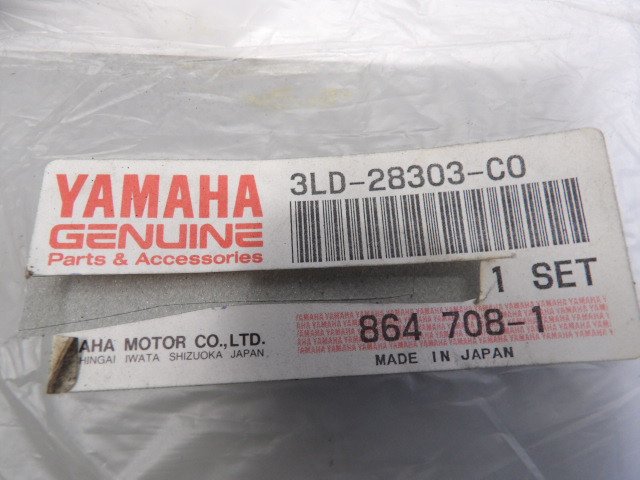 YAMAHA
GENUINE
Parts & Accessories
3LD-28303-C0
1 SET
AHA MOTOR CO.,LTD.
HINGAI IWATA SHIZUOKA JAPAN
864 708-1
MADE IN JAPAN